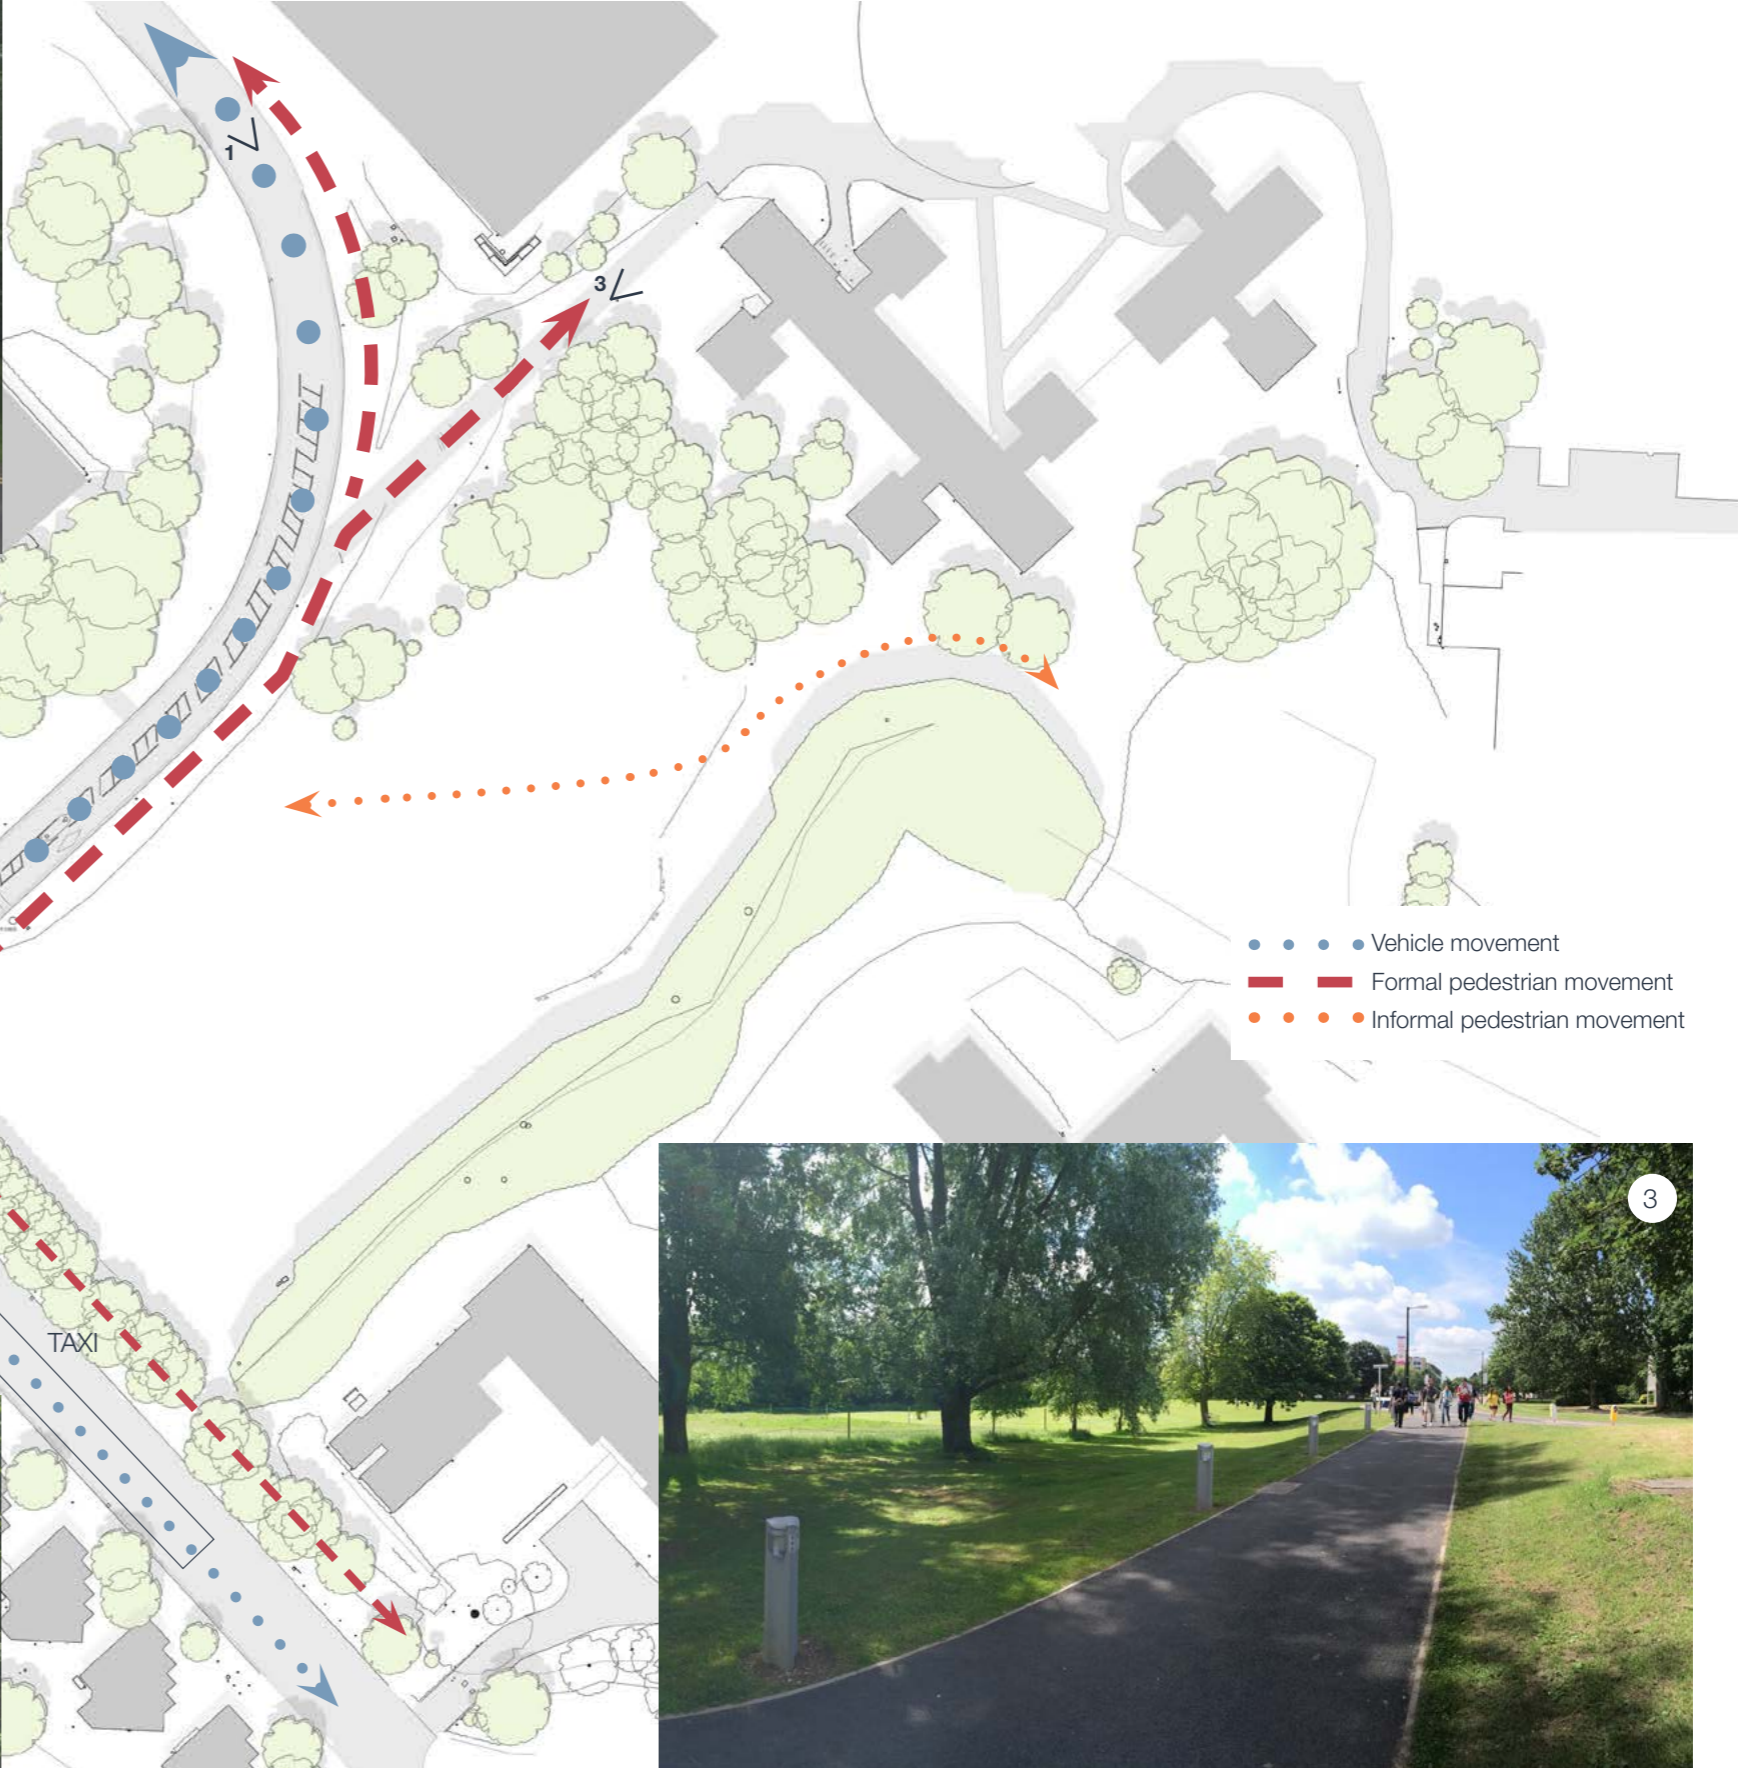 1
3
Vehicle movement
Formal pedestrian movement
Informal pedestrian movement
3
TAXI